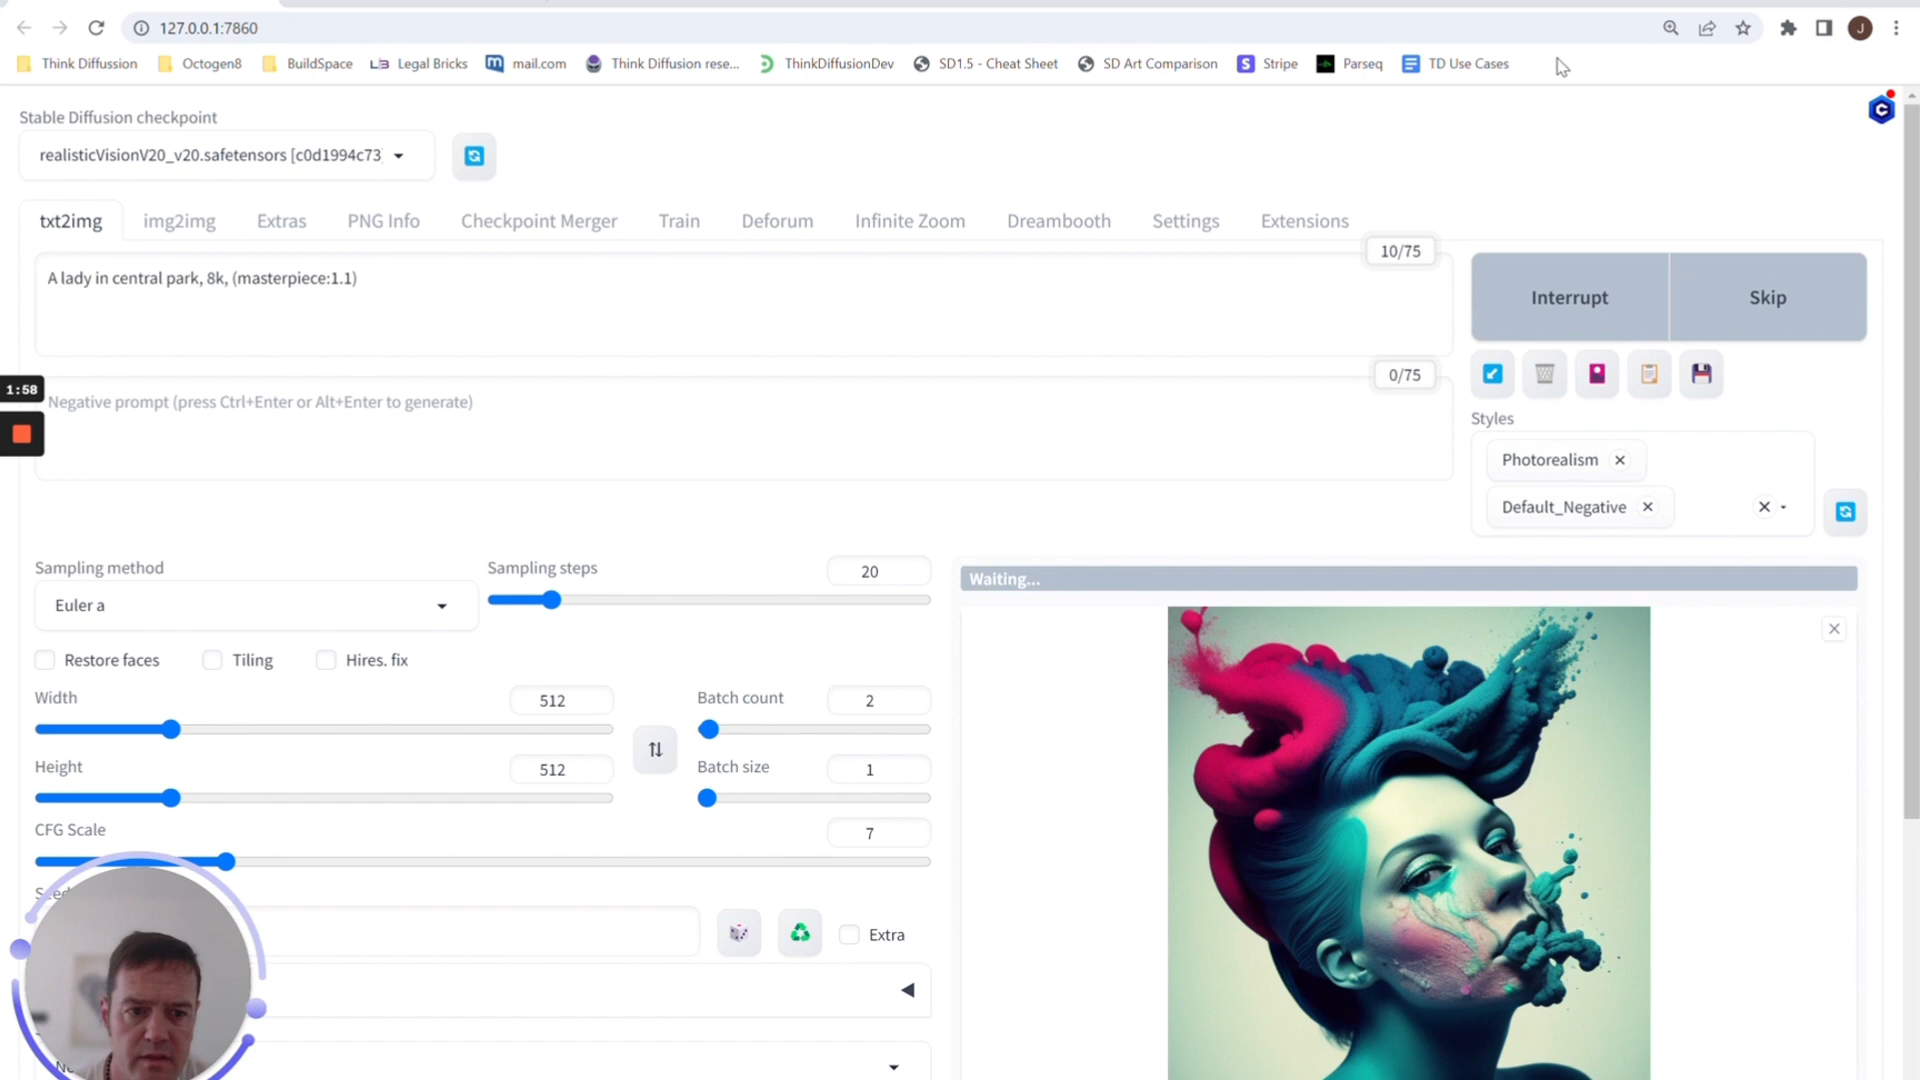 127.0.0.1:7860
J
Think Diffussion
Octogen8
BuildSpace
LB Legal Bricks
mail.com
Think Diffusion rese...
ThinkDiffusionDev
SD1.5 - Cheat Sheet
SD Art Comparison
S Stripe
Parseq
TD Use Cases
Stable Diffusion checkpoint
realisticVisionV20_v20.safetensors [c0d1994c73
C
txt2img
img2img
Extras
PNG Info
Checkpoint Merger
Train
Deforum
Infinite Zoom
Dreambooth
Settings
Extensions
10/75
A lady in central park, 8k, (masterpiece:1.1)
Interrupt
Skip
0/75
1:58
Negative prompt (press Ctrl+Enter or Alt+Enter to generate)
Styles
Photorealism
Default_Negative
Sampling method
Euler a
Sampling steps
20
Waiting...
Restore faces
Tiling
Hires. fix
Width
512
Batch count
2
Height
512
Batch size
1
CFG Scale
7
Seed
Extra